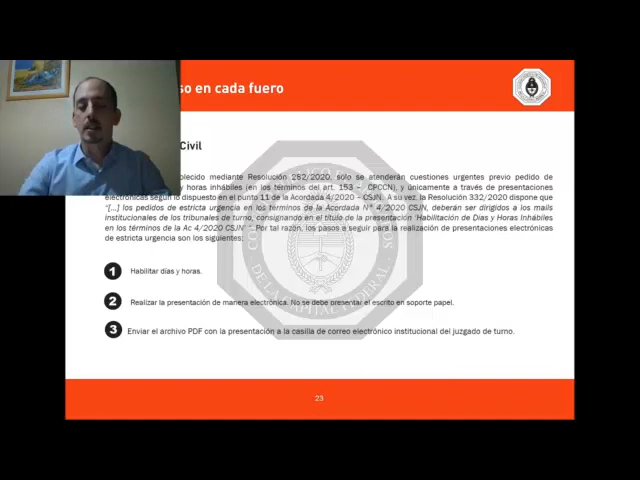 so en cada fuero
Civil
blecido mediante Resolución 262/2020, solo se atenderán cuestiones urgentes previo pedido de
y horas inhábiles (en los términos del art. 153 – CPCCN), y únicamente a través de presentaciones
electrónicas según lo dispuesto en el punto 11 de la Acordada 4/2020 – CSJN. A su vez, la Resolución 332/2020 dispone que
"[...] los pedidos de estricta urgencia en los términos de la Acordada N° 4/2020 CSJN, deberán ser dirigidos a los mails
institucionales de los tribunales de turno, consignando en el título de la presentación 'Habilitación de Días y Horas Inhábiles
en los términos de la Ac 4/2020 CSJN' ". Por tal razón, los pasos a seguir para la realización de presentaciones electrónicas
de estricta urgencia son los siguientes:
1 Habilitar días y horas.
2 Realizar la presentación de manera electrónica. No se debe presentar el escrito en soporte papel.
3 Enviar el archivo PDF con la presentación a la casilla de correo electrónico institucional del juzgado de turno.
23